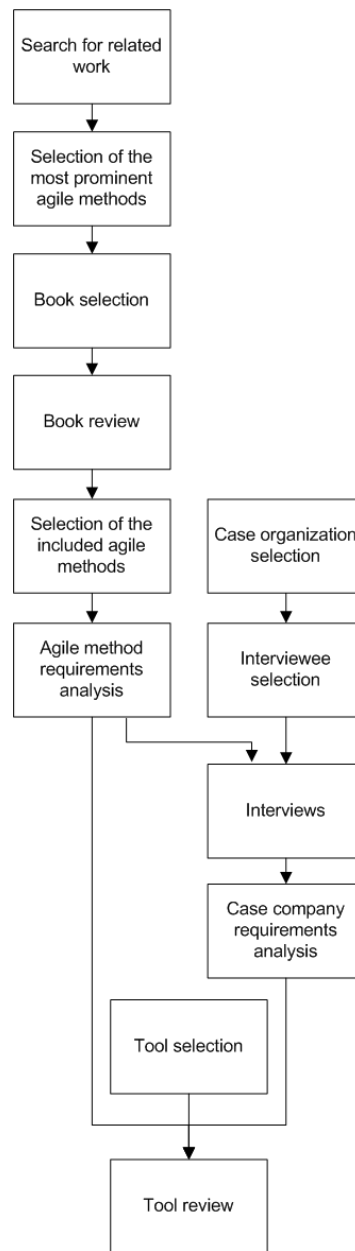 Search for related
work
Selection of the
most prominent
agile methods
Book selection
Book review
Selection of the
included agile
methods
Case organization
selection
Agile method
requirements
analysis
Interviewee
selection
Interviews
Case company
requirements
analysis
Tool selection
Tool review